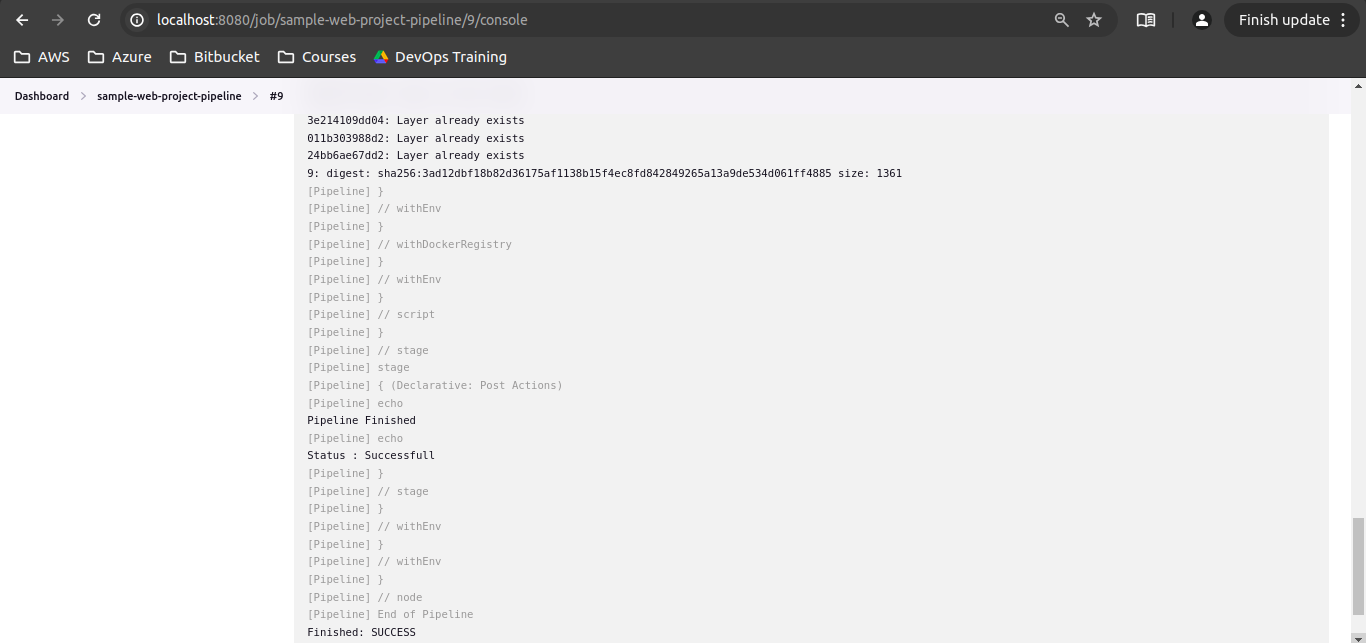 localhost:8080/job/sample-web-project-pipeline/9/console
Finish update
AWS
Azure
Bitbucket
Courses
DevOps Training
Dashboard
sample-web-project-pipeline
#9
3e214109dd04: Layer already exists
011b303988d2: Layer already exists
24bb6ae67dd2: Layer already exists
9: digest: sha256:3ad12dbf18b82d36175af1138b15f4ec8fd842849265a13a9de534d061ff4885 size: 1361
[Pipeline] }
[Pipeline] // withEnv
[Pipeline] }
[Pipeline] // withDockerRegistry
[Pipeline] }
[Pipeline] // withEnv
[Pipeline] }
[Pipeline] // script
[Pipeline] }
[Pipeline] // stage
[Pipeline] stage
[Pipeline] { (Declarative: Post Actions)
[Pipeline] echo
Pipeline Finished
[Pipeline] echo
Status : Successfull
[Pipeline] }
[Pipeline] // stage
[Pipeline] }
[Pipeline] // withEnv
[Pipeline] }
[Pipeline] // withEnv
[Pipeline] }
[Pipeline] // node
[Pipeline] End of Pipeline
Finished: SUCCESS